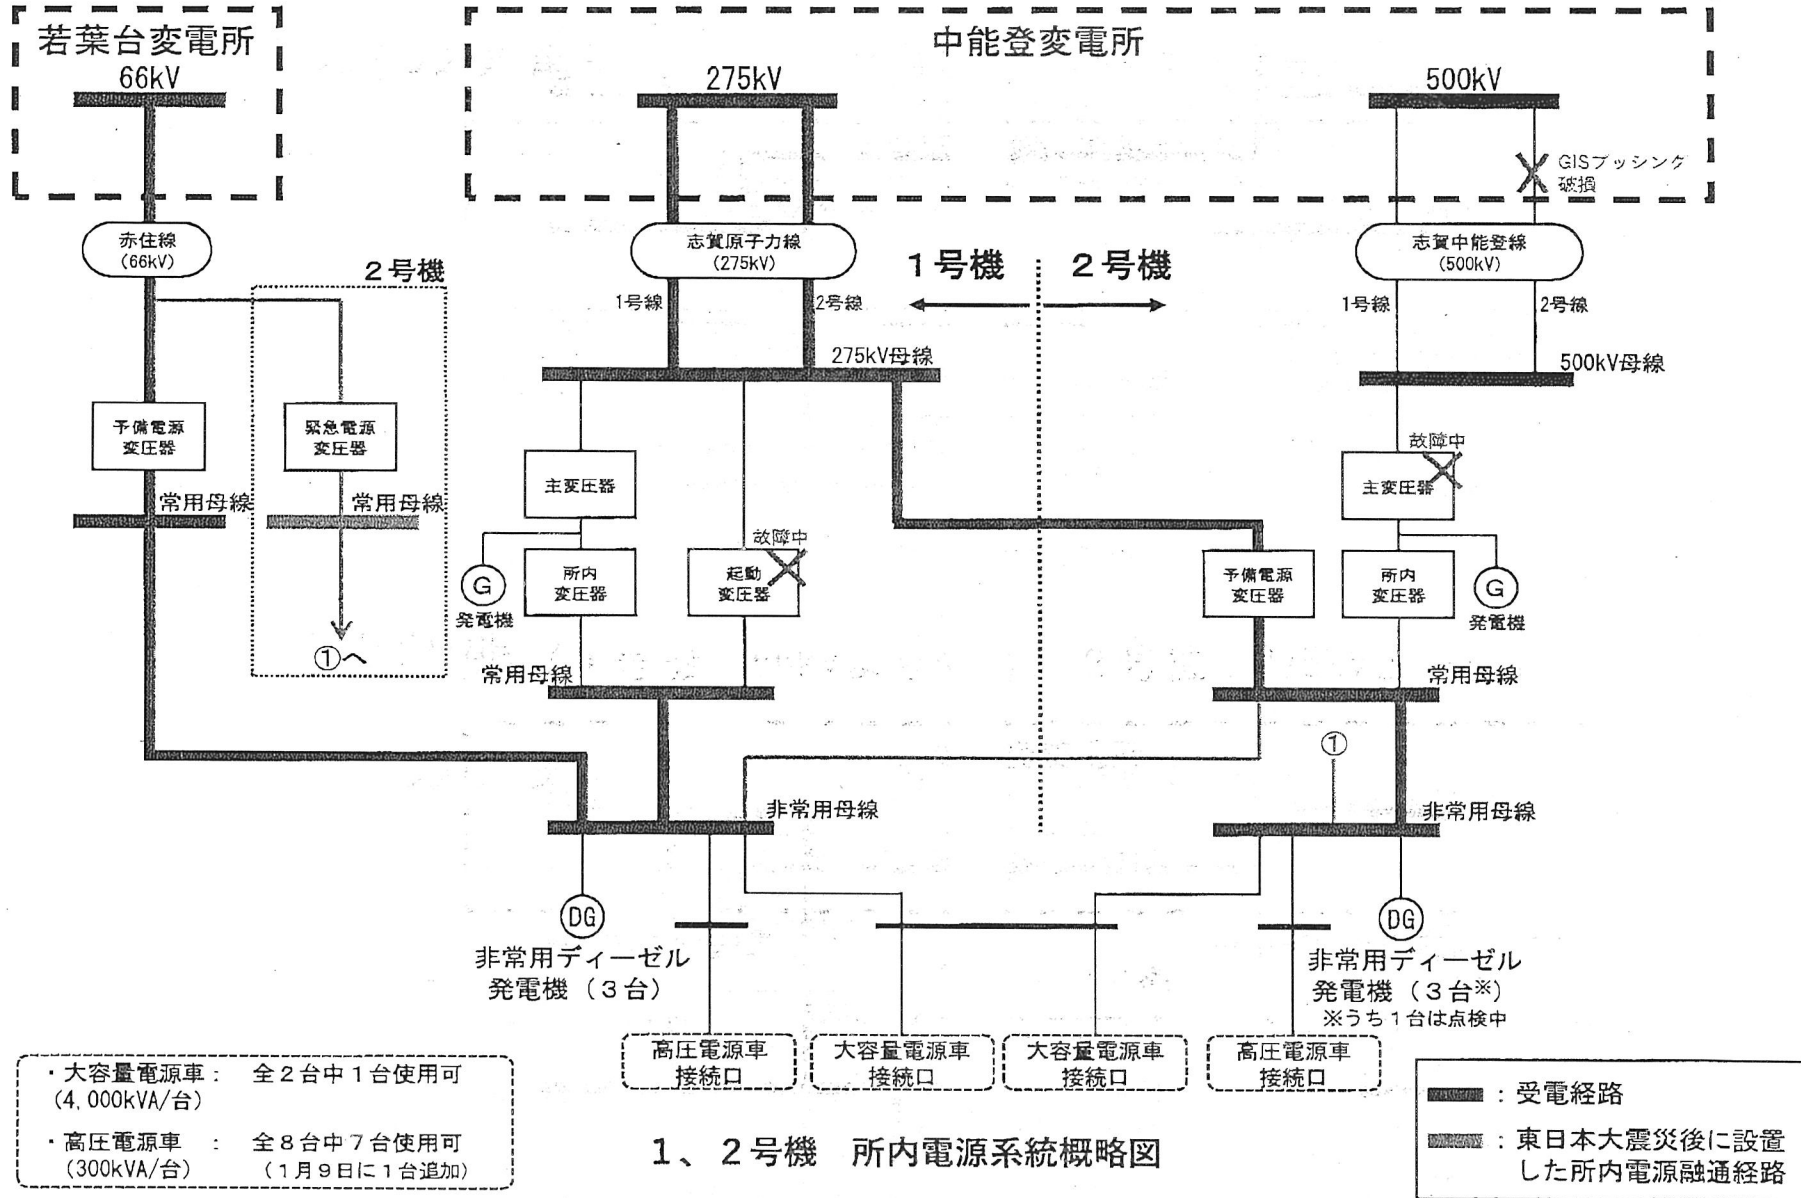 若葉台変電所
66kV
中能登変電所
275kV
500kV
GISブッシング
破損
赤住線
(66kV)
志賀原子力線
(275kV)
志賀中能登線
(500kV)
2号機
1号機
2号機
1号線
2号線
1号線
2号線
275kV母線
500kV母線
予備電源
変圧器
緊急電源
変圧器
常用母線
常用母線
①へ
主変圧器
G
発電機
所内
変圧器
故障中
起動
変圧器
故障中
主変圧器
予備電源
変圧器
所内
変圧器
G
発電機
常用母線
常用母線
①
非常用母線
非常用母線
DG
非常用ディーゼル
発電機(3台)
DG
非常用ディーゼル
発電機(3台※)
※うち1台は点検中
高圧電源車
接続口
大容量電源車
接続口
大容量電源車
接続口
高圧電源車
接続口
・大容量電源車: 全2台中1台使用可
(4,000kVA/台)
・高圧電源車 : 全8台中7台使用可
(300kVA/台) (1月9日に1台追加)
1、2号機 所内電源系統概略図
:受電経路
:東日本大震災後に設置
した所内電源融通経路